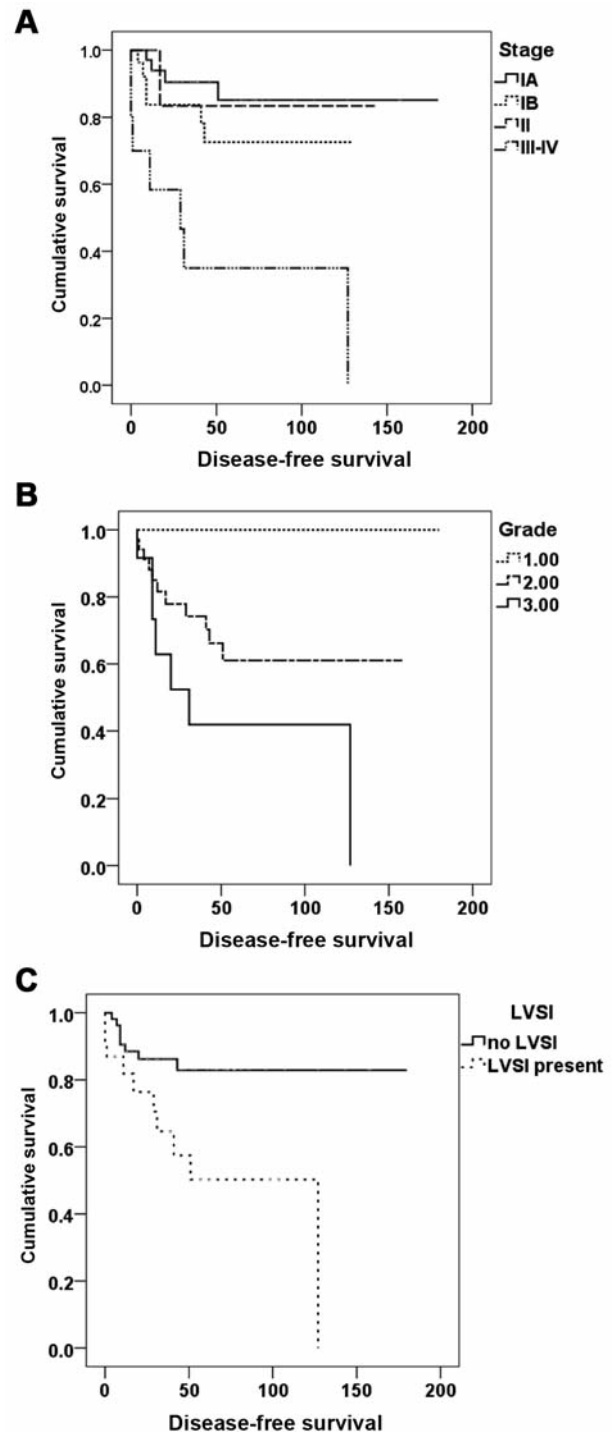 A
Stage
IA
IB
II
III-IV
1.0
0.8
0.6
0.4
0.2
0.0
Cumulative survival
0 50 100 150 200
Disease-free survival
B
Grade
1.00
2.00
3.00
1.0
0.8
0.6
0.4
0.2
0.0
Cumulative survival
0 50 100 150 200
Disease-free survival
C
LVSI
no LVSI
LVSI present
1.0
0.8
0.6
0.4
0.2
0.0
Cumulative survival
0 50 100 150 200
Disease-free survival